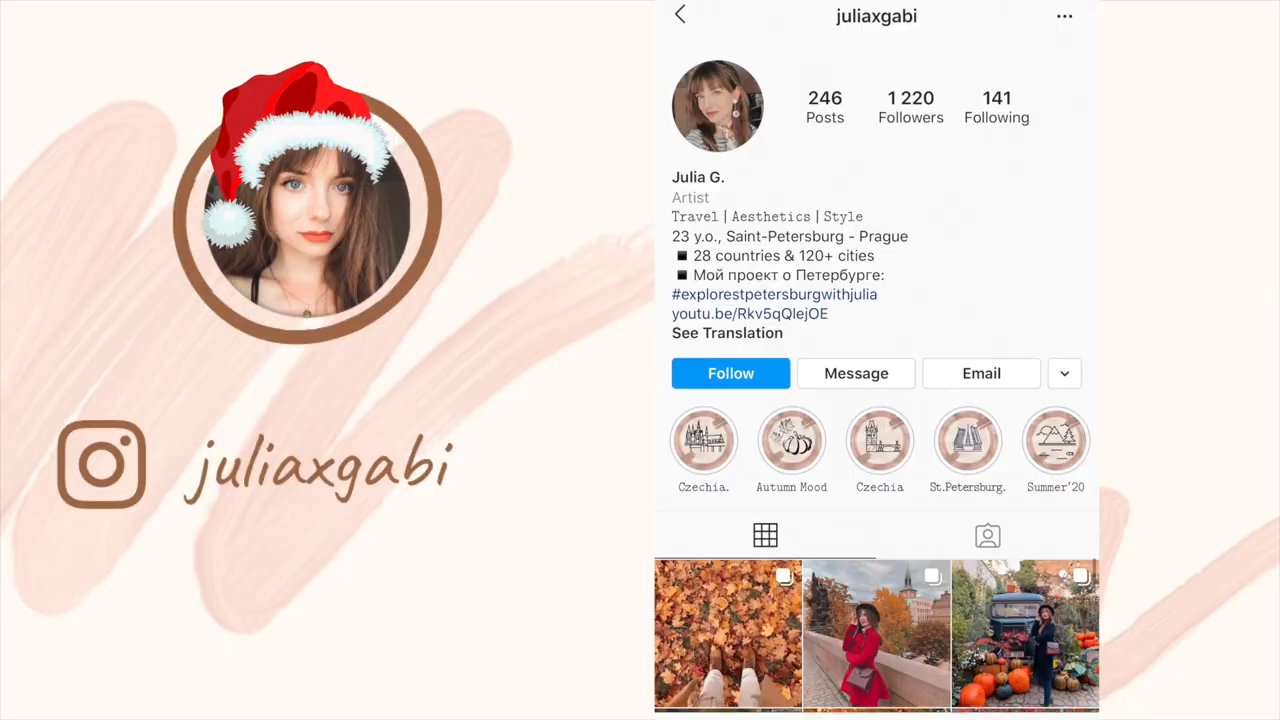 juliaxgabi
juliaxgabi
246
Posts
1 220
Followers
141
Following
Julia G.
Artist
Travel | Aesthetics | Style
23 y.o., Saint-Petersburg - Prague
28 countries & 120+ cities
Мой проект о Петербурге:
#explorestpetersburgwithjulia
youtu.be/Rkv5qQlejOE
See Translation
Follow
Message
Email
Czechia.
Autumn Mood
Czechia
St.Petersburg.
Summer'20